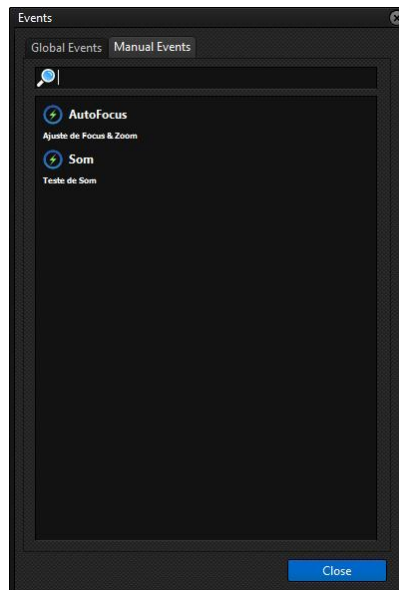 Events
Global Events Manual Events
AutoFocus
Ajuste de Focus & Zoom
Som
Teste de Som
Close